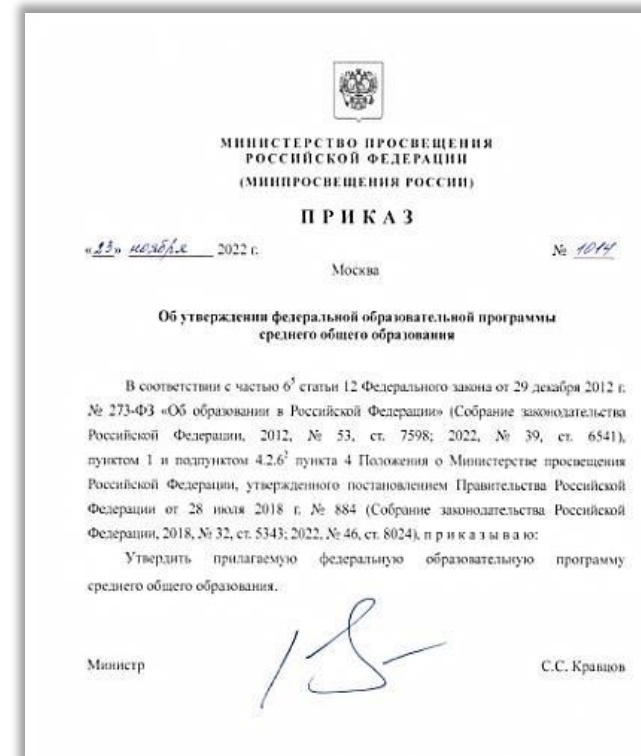 МИНИСТЕРСТВО ПРОСВЕЩЕНИЯ
РОССИЙСКОЙ ФЕДЕРАЦИИ
(МИНПРОСВЕЩЕНИЯ РОССИИ)
ПРИКАЗ
«23» ноября 2022 г. № 1014
Москва
Об утверждении федеральной образовательной программы
среднего общего образования
В соответствии с частью 6⁵ статьи 12 Федерального закона от 29 декабря 2012 г.
№ 273-ФЗ «Об образовании в Российской Федерации» (Собрание законодательства
Российской Федерации, 2012, № 53, ст. 7598; 2022, № 39, ст. 6541),
пунктом 1 и подпунктом 4.2.6² пункта 4 Положения о Министерстве просвещения
Российской Федерации, утвержденного постановлением Правительства Российской
Федерации от 28 июля 2018 г. № 884 (Собрание законодательства Российской
Федерации, 2018, № 32, ст. 5343; 2022, № 46, ст. 8024), п р и к а з ы в а ю:
Утвердить прилагаемую федеральную образовательную программу
среднего общего образования.
Министр С.С. Кравцов